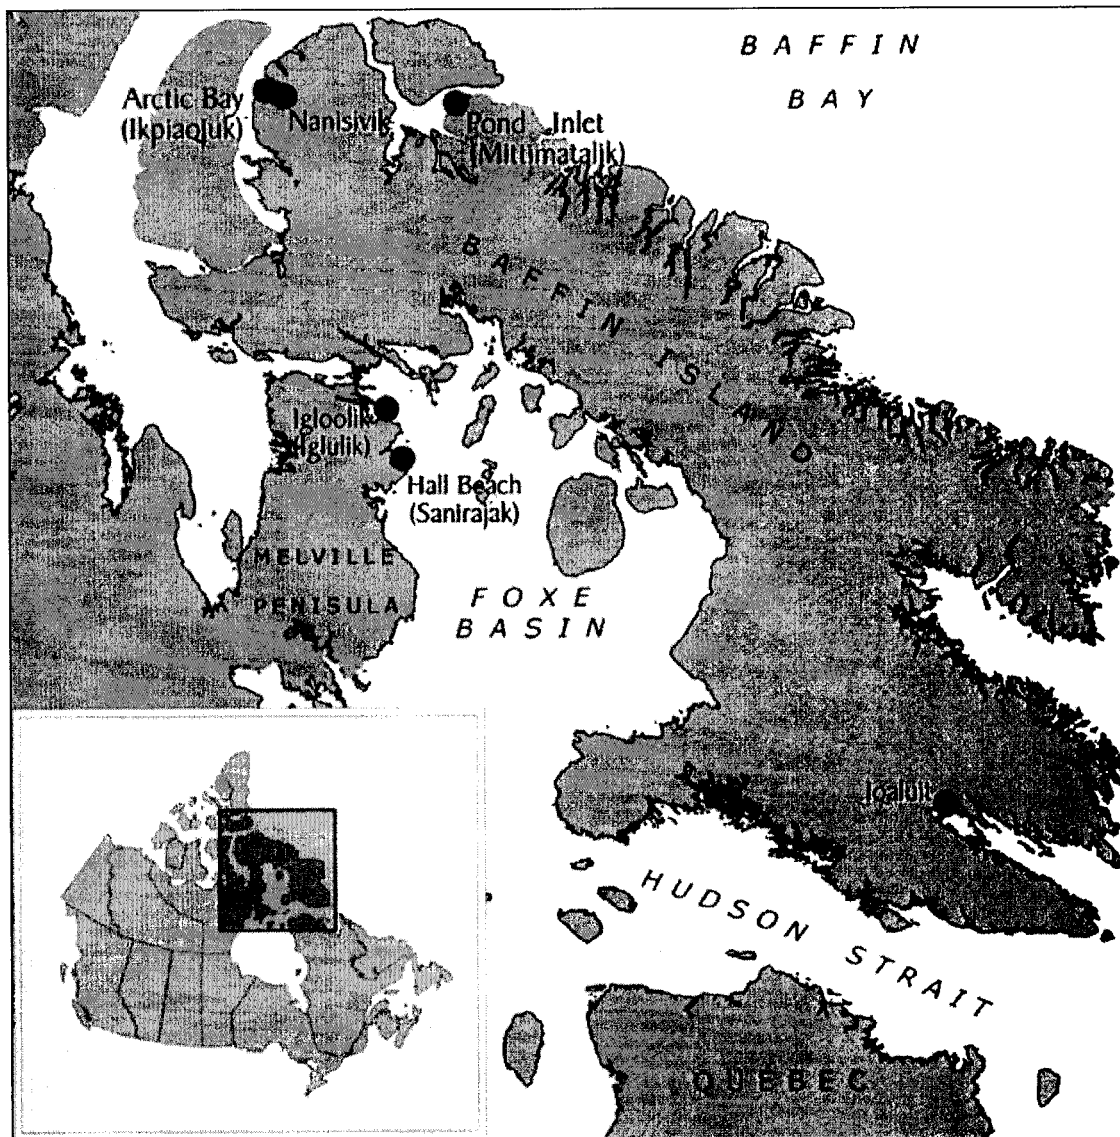 BAFFIN
BAY
Arctic Bay
(Ikpiaqjuk)
Nanisivik
Pond Inlet
(Mittimatalik)
BAFFIN ISLAND
Igloolik
(Iglulik)
Hall Beach
(Sanirajak)
MELVILLE
PENISULA
FOXE
BASIN
Iqaluit
HUDSON STRAIT
QUEBEC